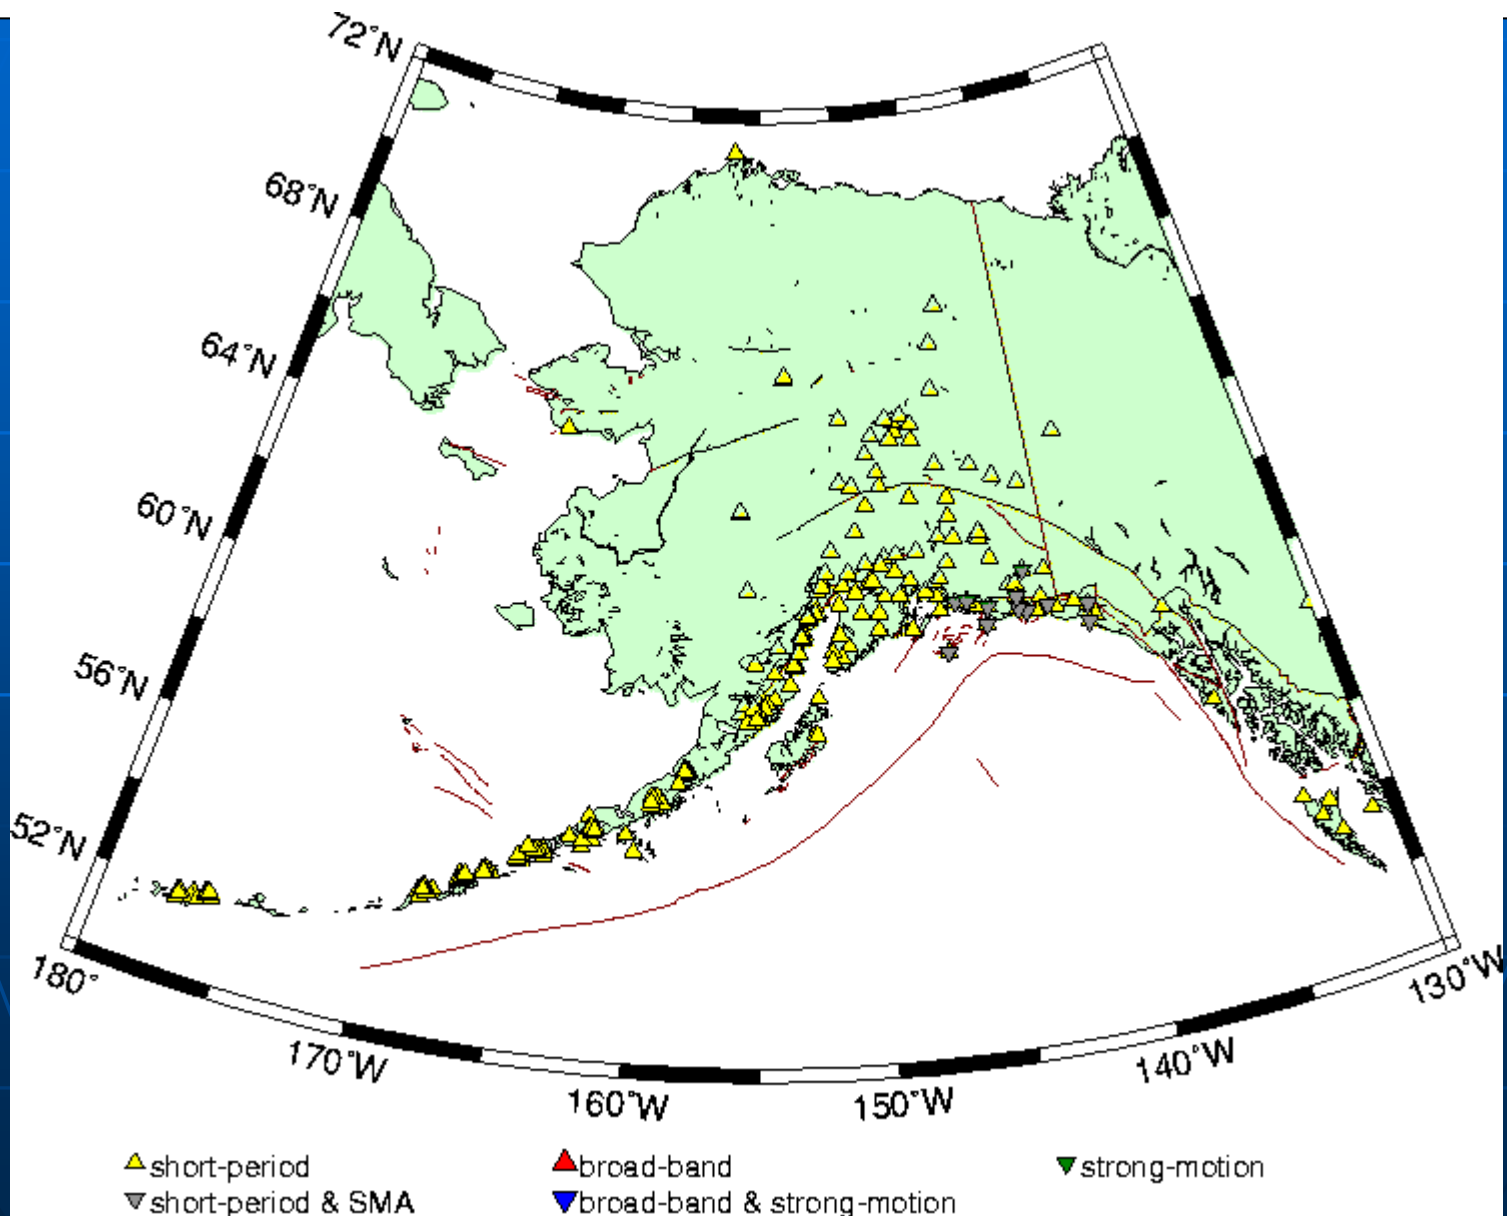 72°N
68°N
64°N
60°N
56°N
52°N
180°
170°W
160°W
150°W
140°W
130°W
short-period
broad-band
strong-motion
short-period & SMA
broad-band & strong-motion